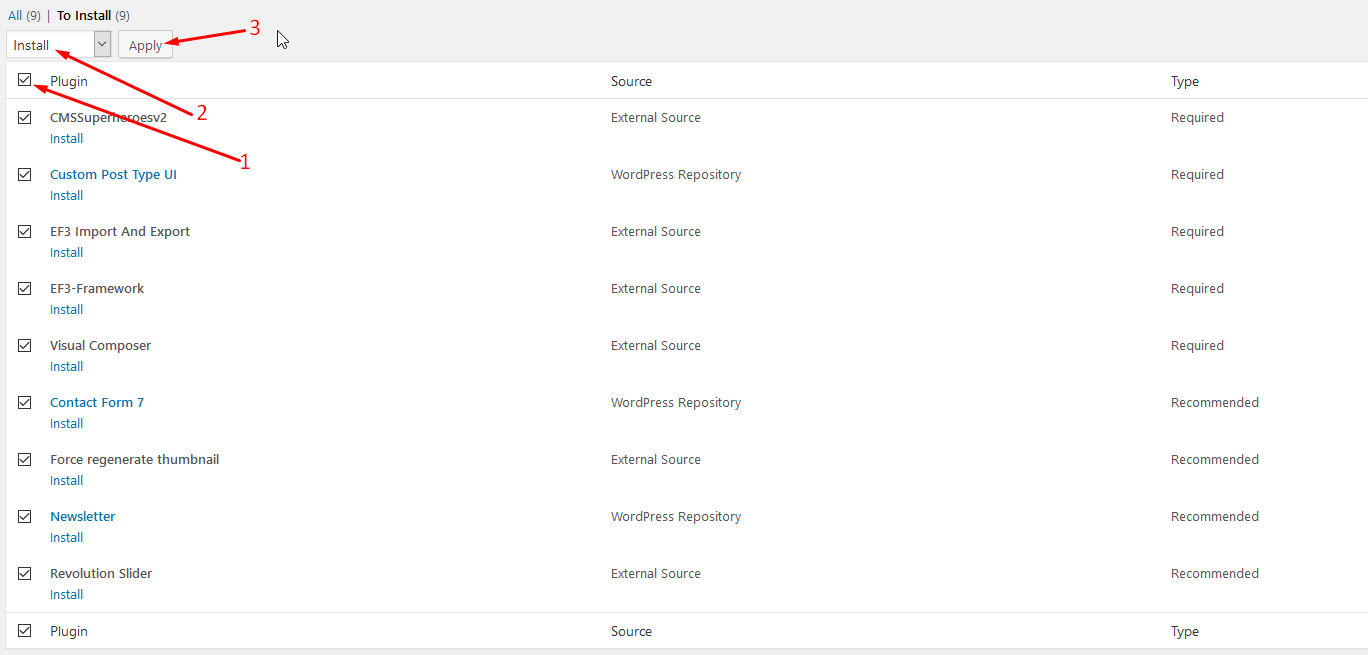 All (9) | To Install (9)
3
Install Apply
Plugin Source Type
2
CMSSuperheroesv2 External Source Required
Install
1
Custom Post Type UI WordPress Repository Required
Install
EF3 Import And Export External Source Required
Install
EF3-Framework External Source Required
Install
Visual Composer External Source Required
Install
Contact Form 7 WordPress Repository Recommended
Install
Force regenerate thumbnail External Source Recommended
Install
Newsletter WordPress Repository Recommended
Install
Revolution Slider External Source Recommended
Install
Plugin Source Type